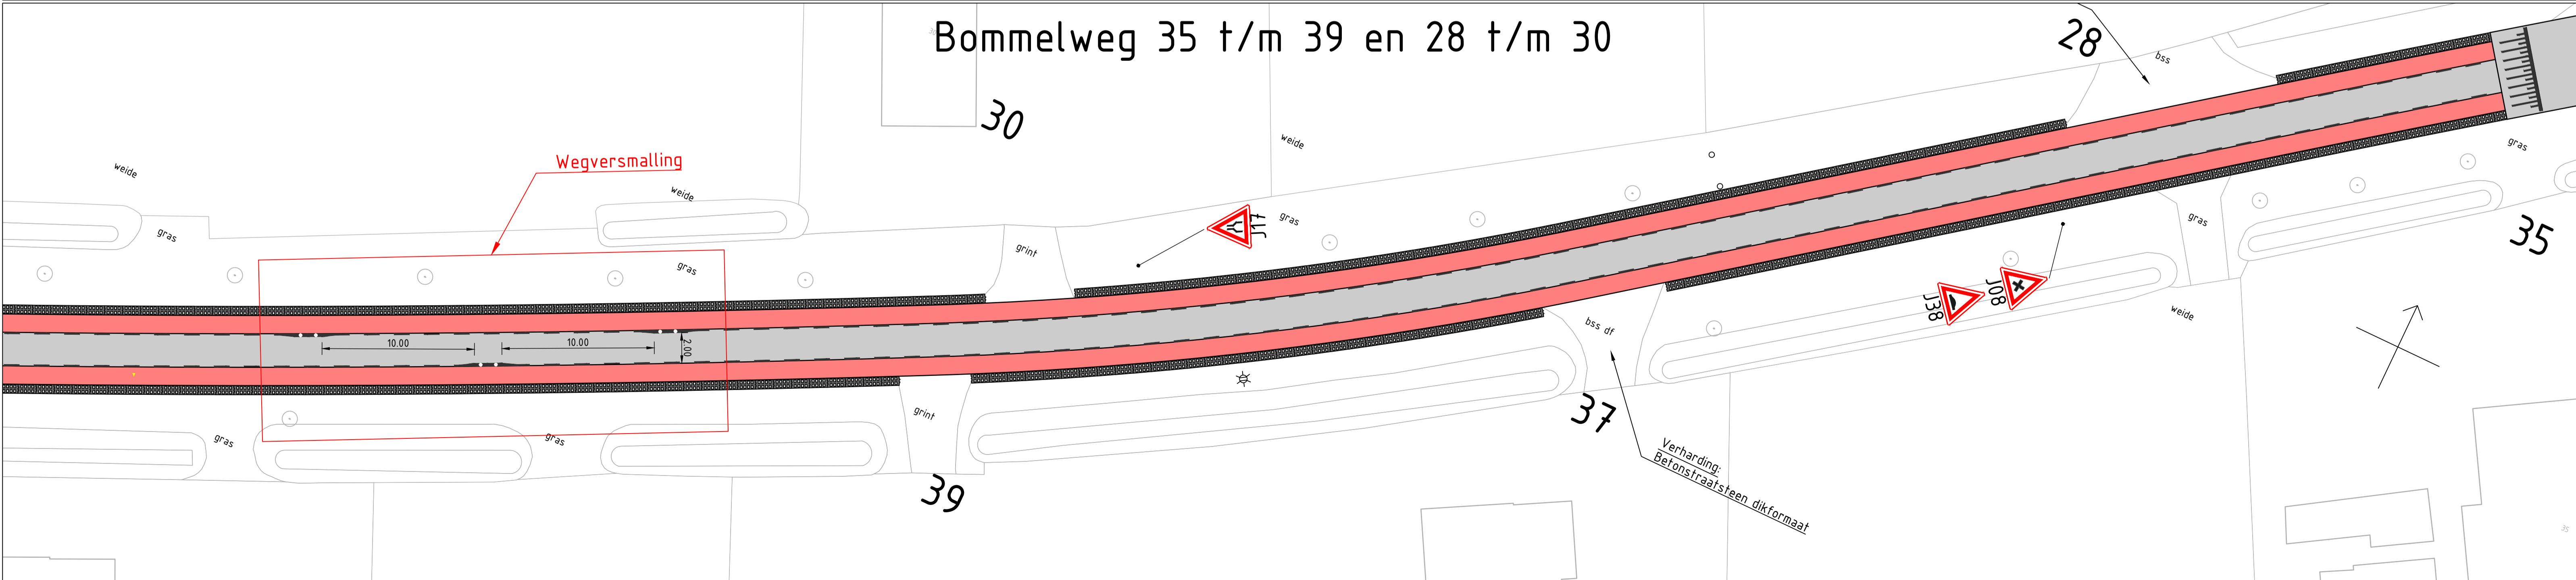 Bommelweg 35 t/m 39 en 28 t/m 30
28
bss
30
weide
weide
Wegversmalling
weide
gras
J17
gras
gras
gras
gras
35
grint
gras
10.00
10.00
2.00
J38
J08
weide
bss df
grint
37
gras
gras
39
Verharding:
Betonstraatsteen dikformaat
35